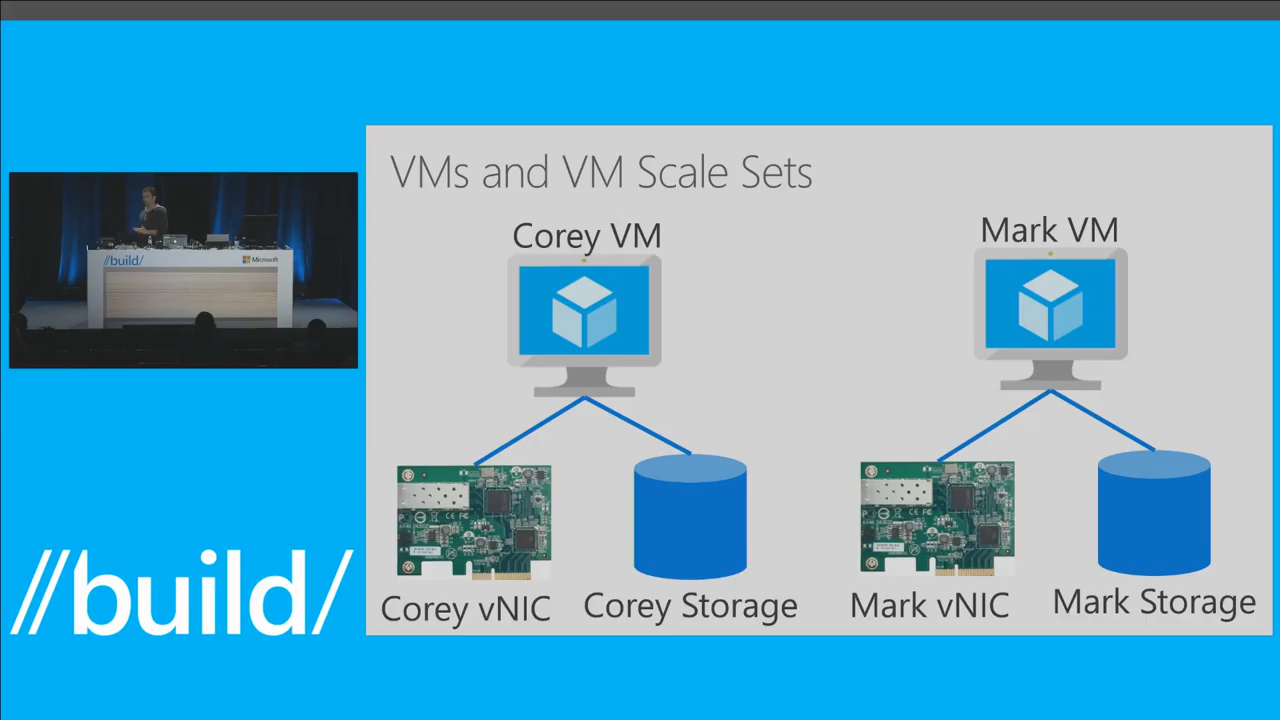 VMs and VM Scale Sets
Corey VM
Mark VM
//build/
Microsoft
Corey vNIC
Corey Storage
Mark vNIC
Mark Storage
//build/